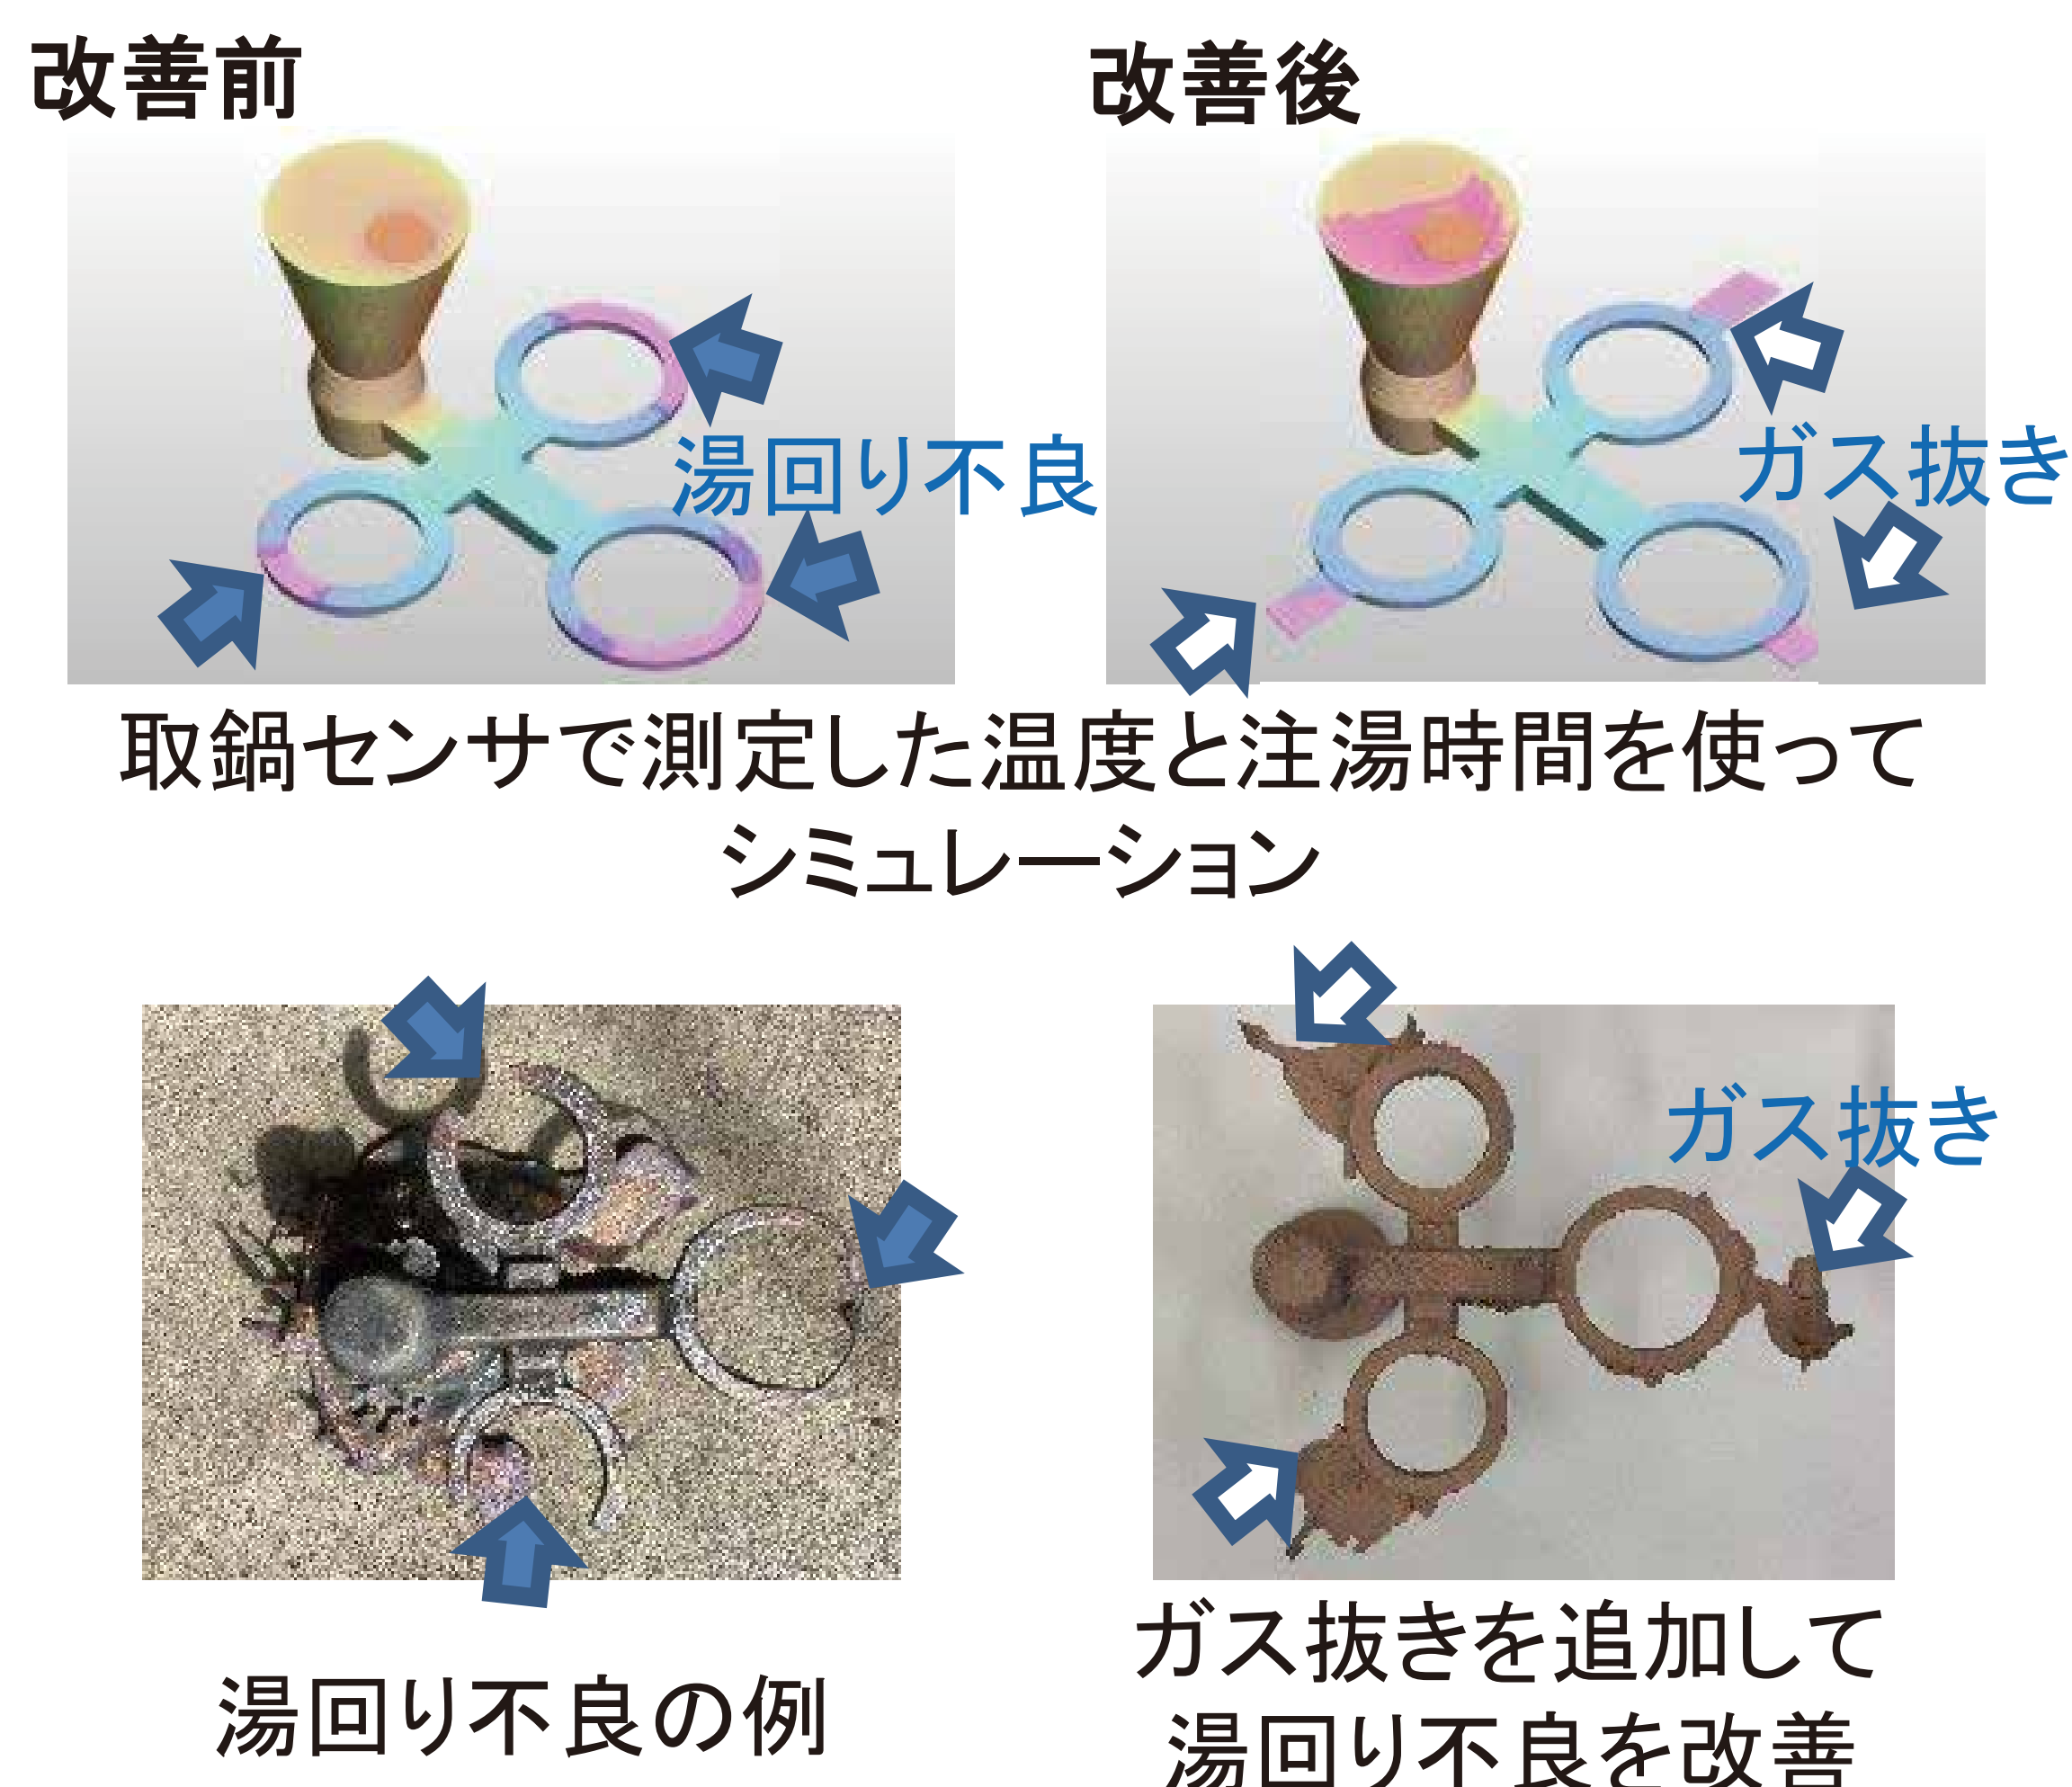 改善前
改善後
湯回り不良
ガス抜き
取鍋センサで測定した温度と注湯時間を使って
シミュレーション
ガス抜き
湯回り不良の例
ガス抜きを追加して
湯回り不良を改善